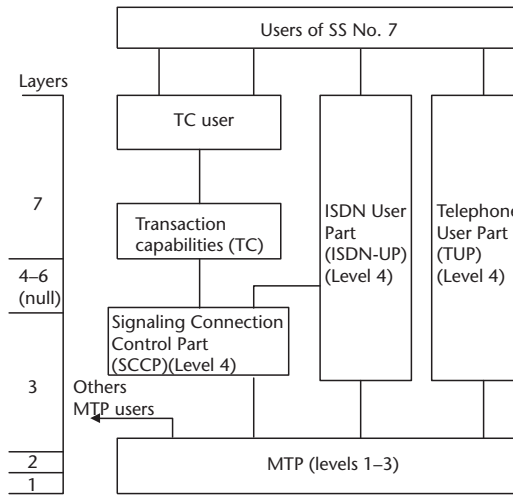 Users of SS No. 7
Layers
TC user
7
Transaction
capabilities (TC)
ISDN User
Part
(ISDN-UP)
(Level 4)
Telephone
User Part
(TUP)
(Level 4)
4–6
(null)
Signaling Connection
Control Part
(SCCP)(Level 4)
3
Others
MTP users
2
1
MTP (levels 1–3)